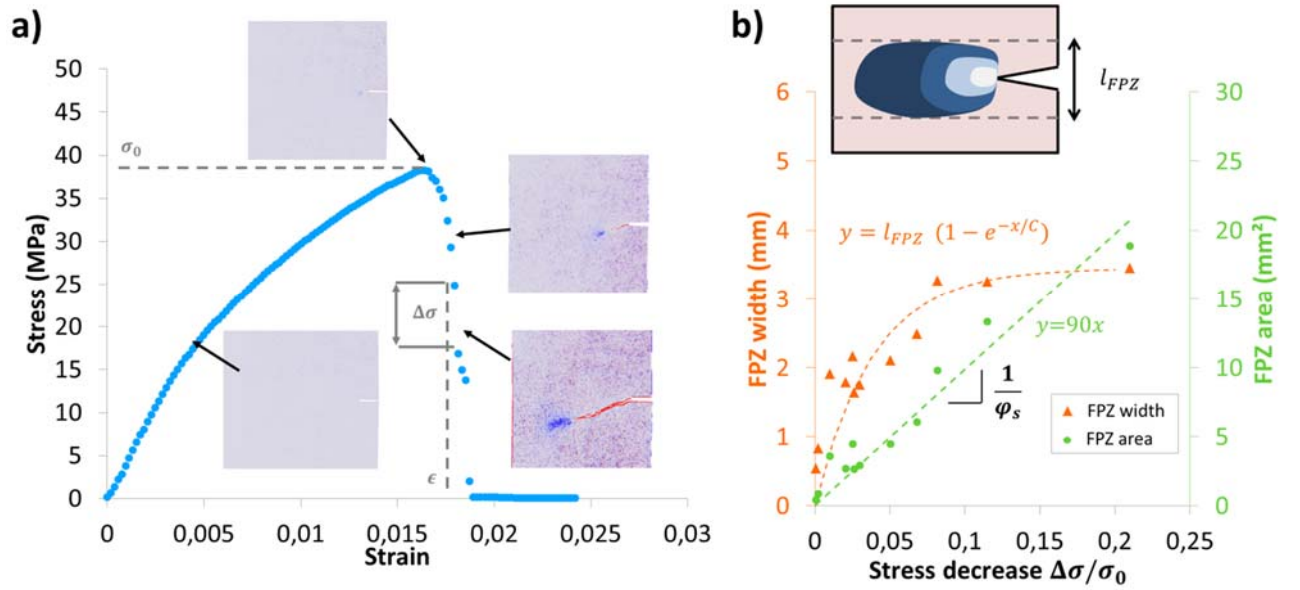 a)
50
45
40
35
30
25
20
15
10
5
0
Stress (MPa)
σ₀
Δσ
ϵ
0
0,005
0,01
0,015
0,02
0,025
0,03
Strain
b)
l_FPZ
6
5
4
3
2
1
0
FPZ width (mm)
30
25
20
15
10
5
0
FPZ area (mm²)
y = l_FPZ (1 − e^{−x/C})
y=90x
1
φₛ
FPZ width
FPZ area
0
0,05
0,1
0,15
0,2
0,25
Stress decrease Δσ/σ₀